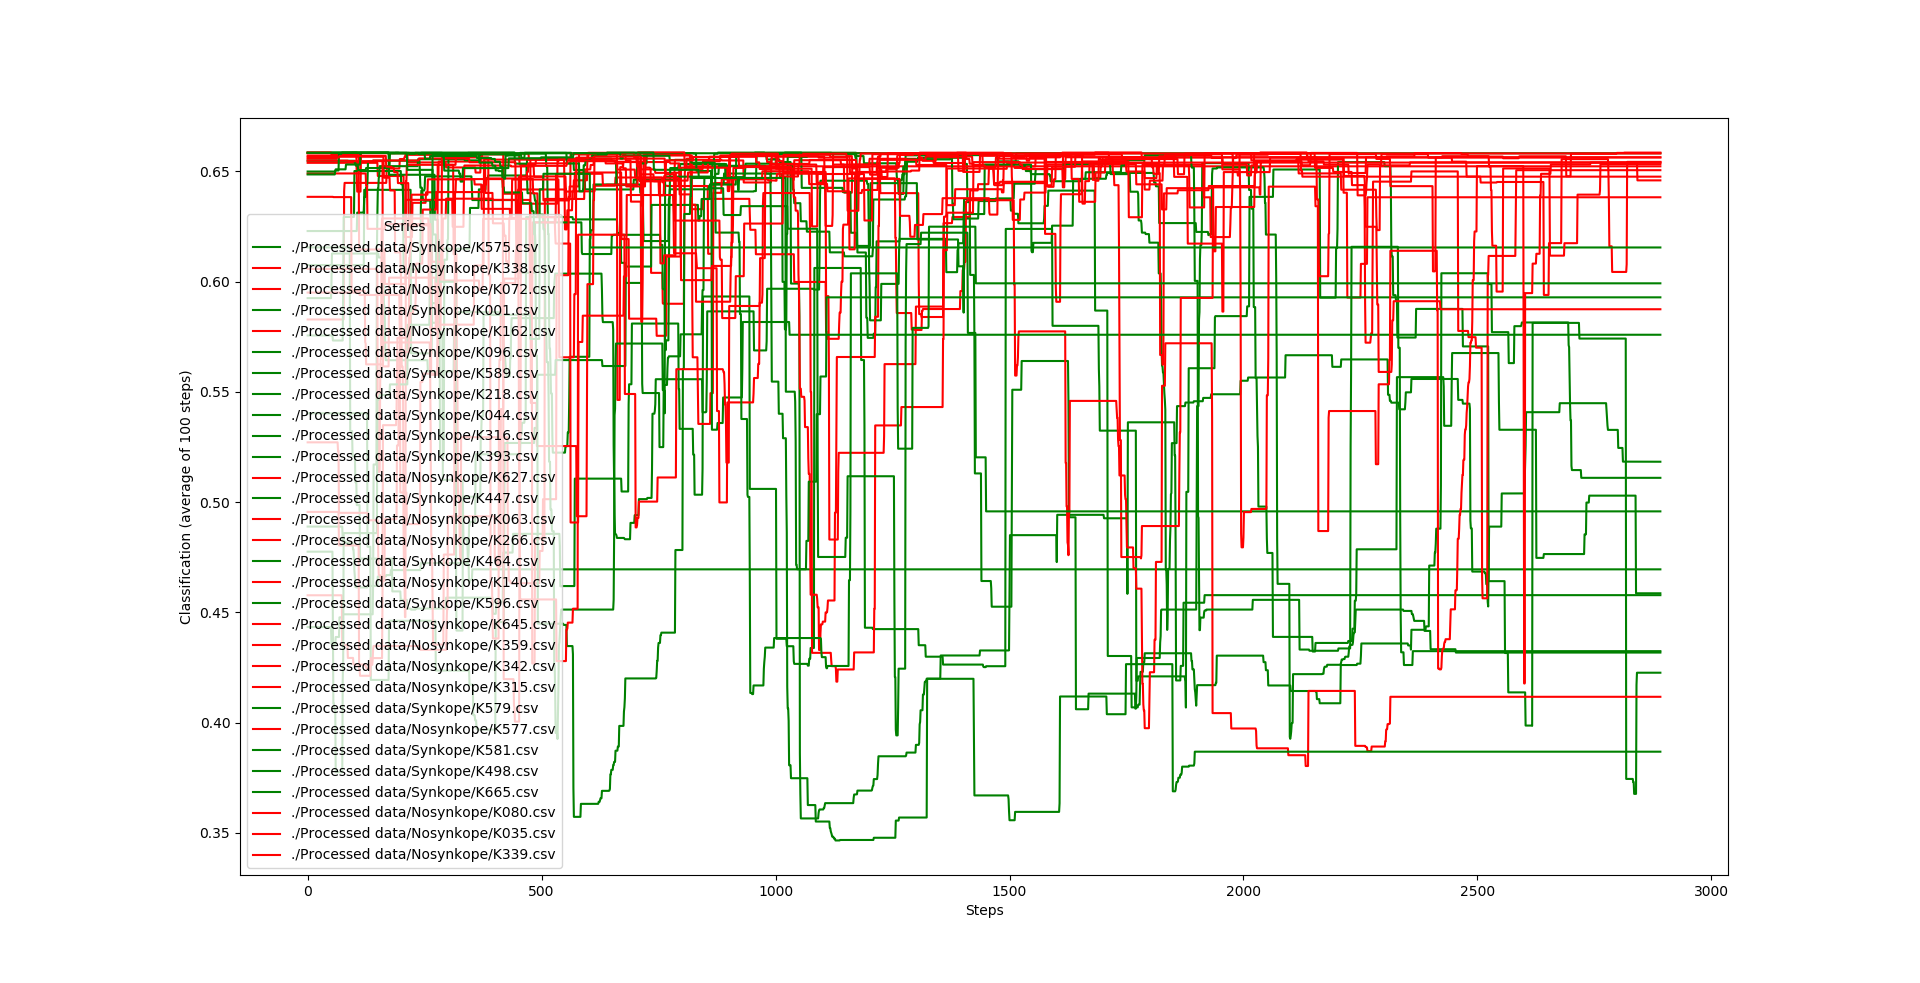 0.65
0.60
0.55
0.50
0.45
0.40
0.35
Classification (average of 100 steps)
Series
./Processed data/Synkope/K575.csv
./Processed data/Nosynkope/K338.csv
./Processed data/Nosynkope/K072.csv
./Processed data/Synkope/K001.csv
./Processed data/Nosynkope/K162.csv
./Processed data/Synkope/K096.csv
./Processed data/Synkope/K589.csv
./Processed data/Synkope/K218.csv
./Processed data/Synkope/K044.csv
./Processed data/Synkope/K316.csv
./Processed data/Synkope/K393.csv
./Processed data/Nosynkope/K627.csv
./Processed data/Synkope/K447.csv
./Processed data/Nosynkope/K063.csv
./Processed data/Nosynkope/K266.csv
./Processed data/Synkope/K464.csv
./Processed data/Nosynkope/K140.csv
./Processed data/Synkope/K596.csv
./Processed data/Nosynkope/K645.csv
./Processed data/Nosynkope/K359.csv
./Processed data/Nosynkope/K342.csv
./Processed data/Nosynkope/K315.csv
./Processed data/Synkope/K579.csv
./Processed data/Nosynkope/K577.csv
./Processed data/Synkope/K581.csv
./Processed data/Synkope/K498.csv
./Processed data/Synkope/K665.csv
./Processed data/Nosynkope/K080.csv
./Processed data/Nosynkope/K035.csv
./Processed data/Nosynkope/K339.csv
0 500 1000 1500 2000 2500 3000
Steps